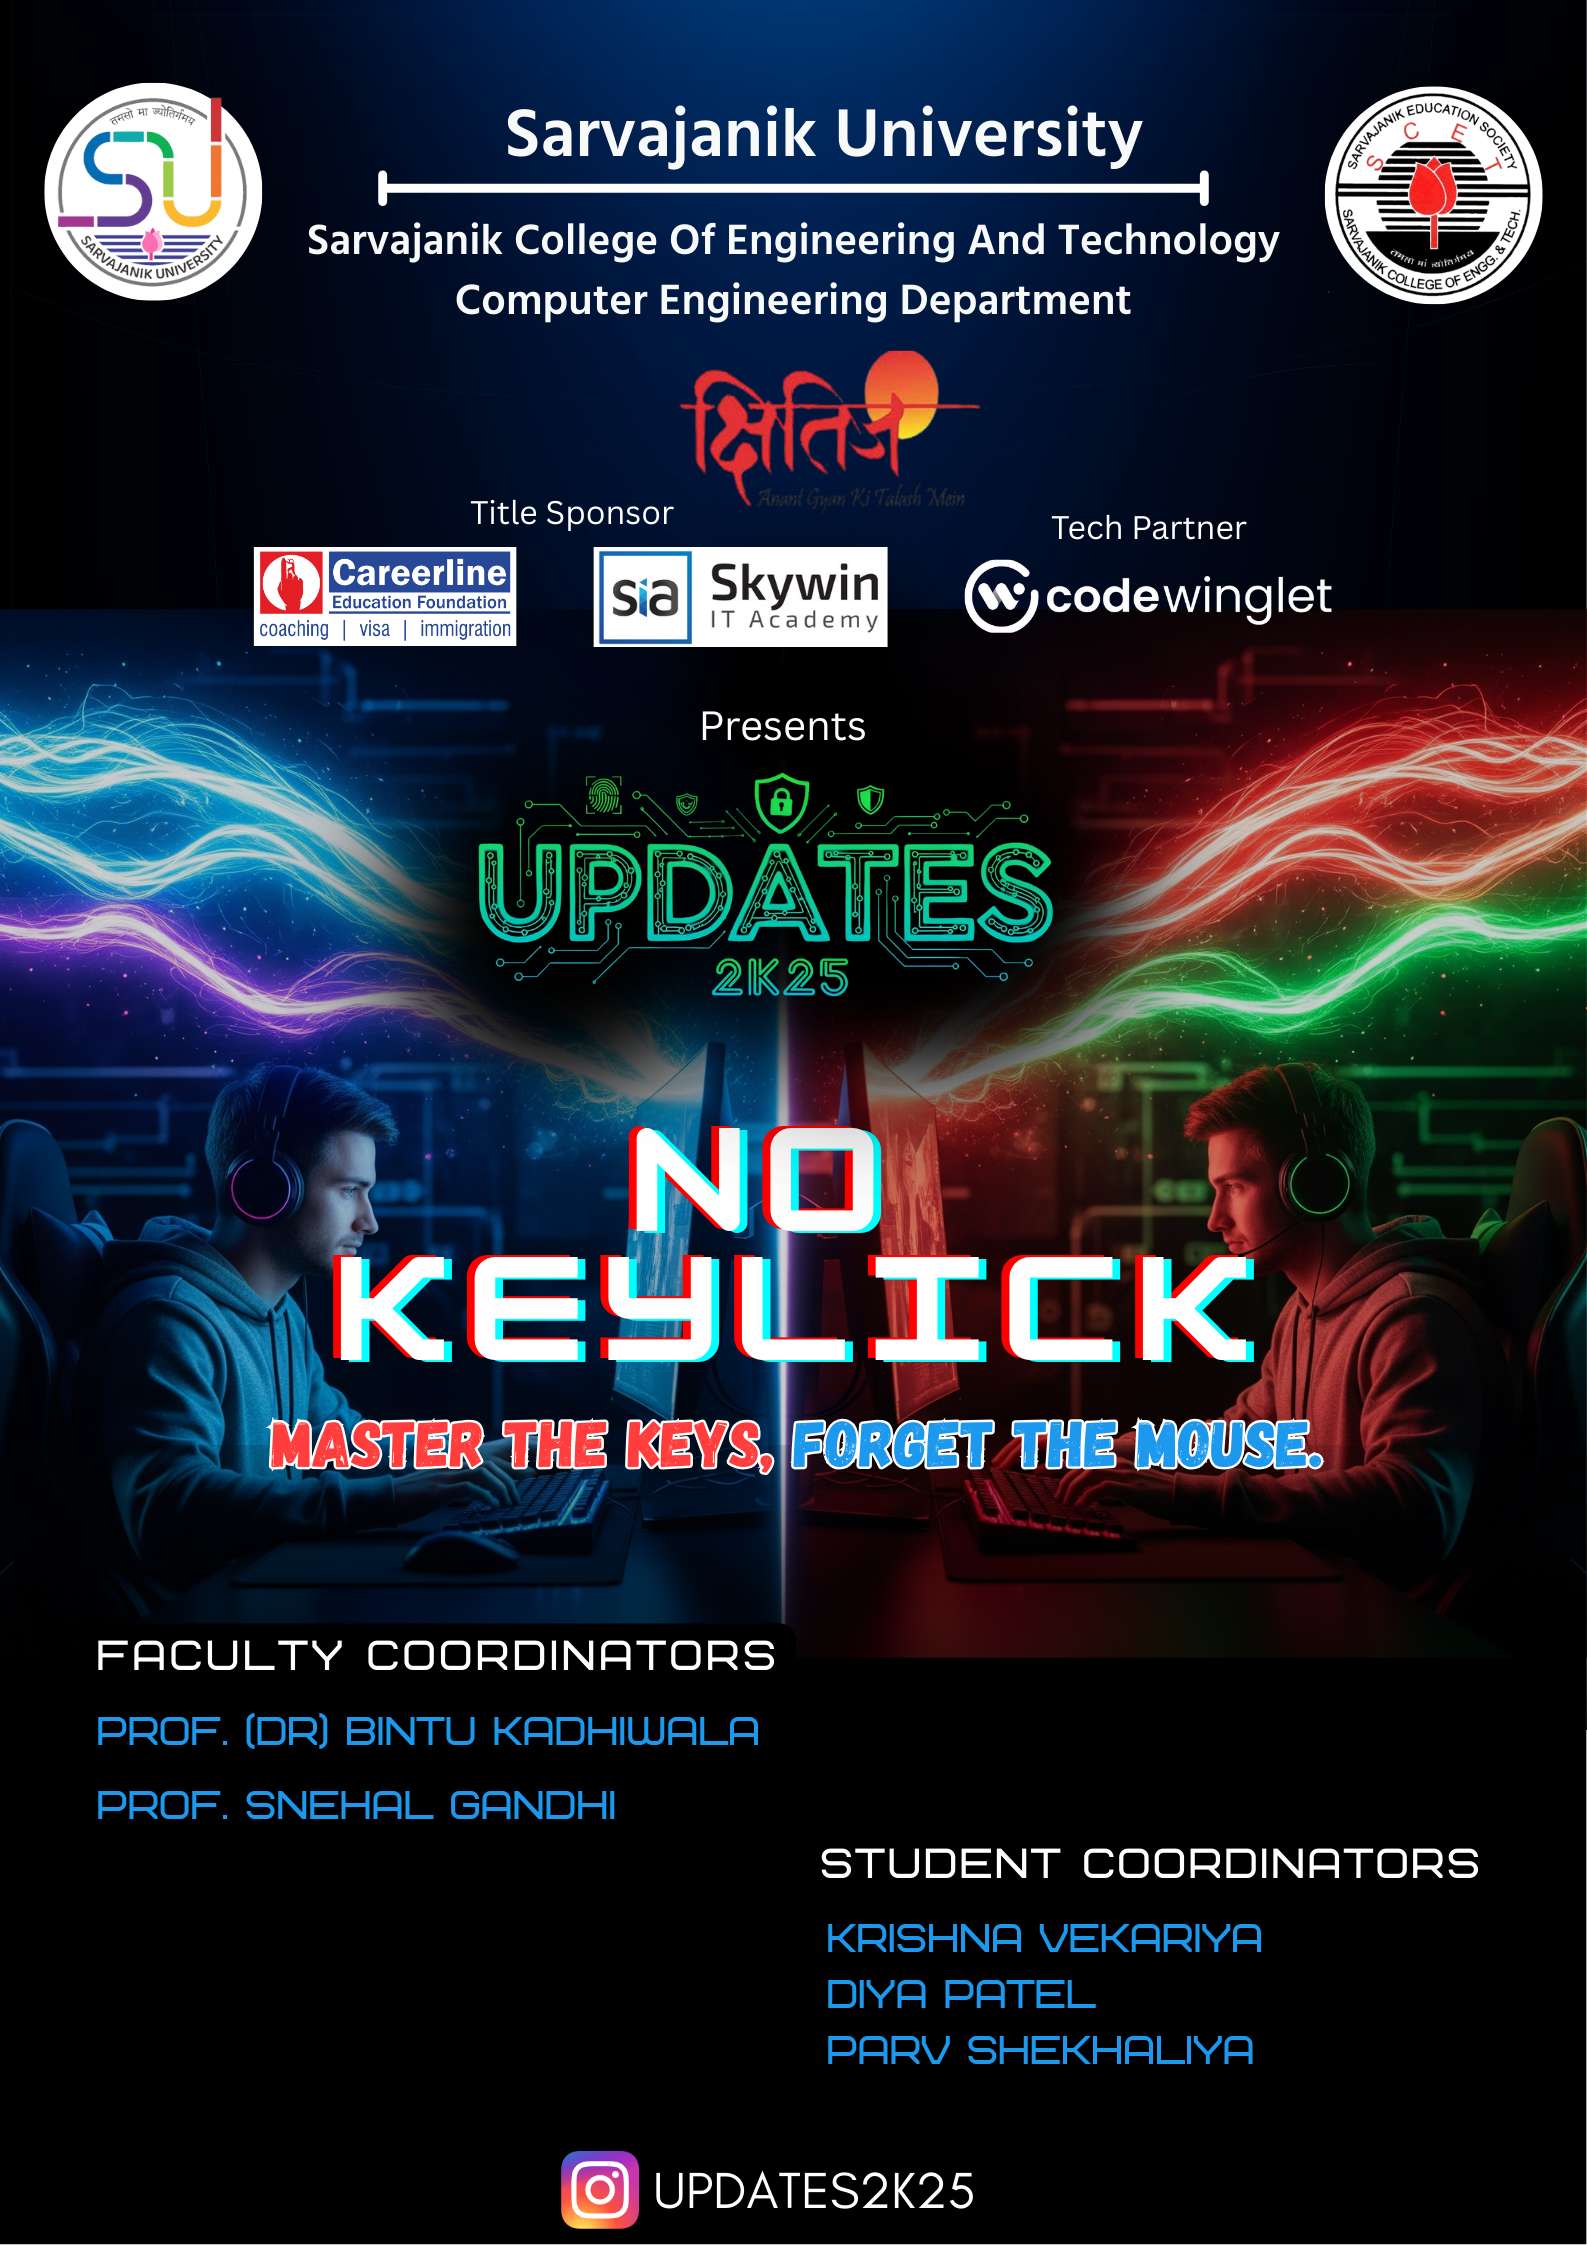 Sarvajanik University
Sarvajanik College Of Engineering And Technology
Computer Engineering Department
तमसो मा ज्योतिर्गमय
SU
SARVAJANIK UNIVERSITY
SARVAJANIK EDUCATION SOCIETY
S C E T
तमसो मां ज्योतिर्गमय
SARVAJANIK COLLEGE OF ENGG. & TECH.
क्षितिज
Anant Gyan Ki Talash Mein
Title Sponsor
Tech Partner
Careerline
Education Foundation
coaching | visa | immigration
sia
Skywin
IT Academy
codewinglet
Presents
UPDATES
2K25
NO
KEYLICK
MASTER THE KEYS, FORGET THE MOUSE.
FACULTY COORDINATORS
PROF. (DR) BINTU KADHIWALA
PROF. SNEHAL GANDHI
STUDENT COORDINATORS
KRISHNA VEKARIYA
DIYA PATEL
PARV SHEKHALIYA
UPDATES2K25